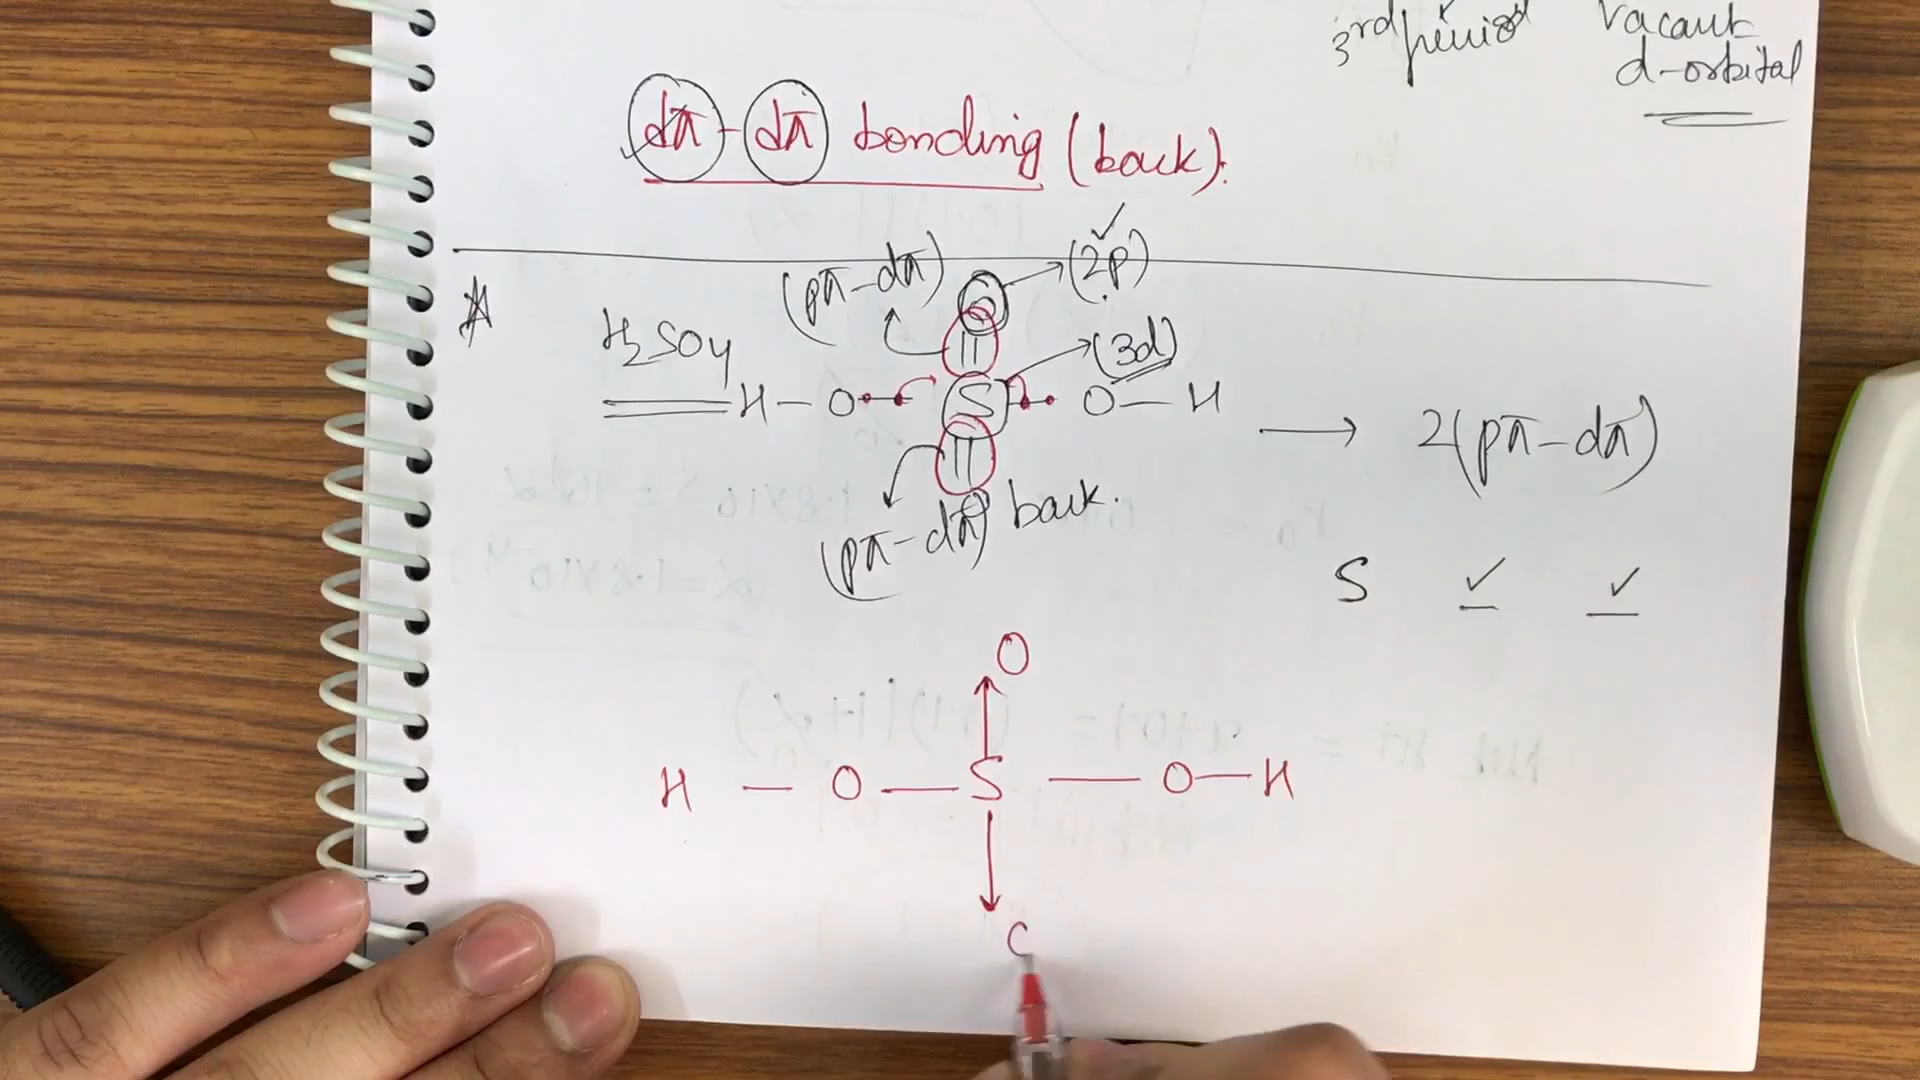 3rd period
vacant
d-orbital
dπ-dπ bonding (back):
(pπ-dπ)
O → (2p)
H2SO4
(3d)
H - O S O - H → 2(pπ-dπ)
O
(pπ-dπ) back.
S ✓ ✓
O
H - O - S - O - H